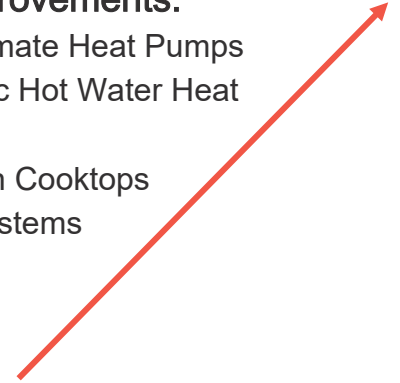 rovements:
mate Heat Pumps
c Hot Water Heat
n Cooktops
stems